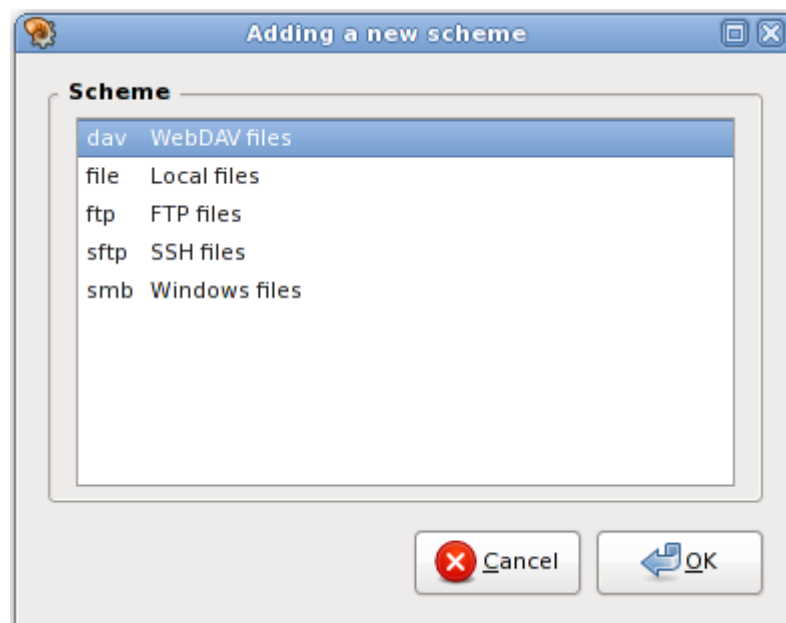 Adding a new scheme
Scheme
dav WebDAV files
file Local files
ftp FTP files
sftp SSH files
smb Windows files
Cancel OK